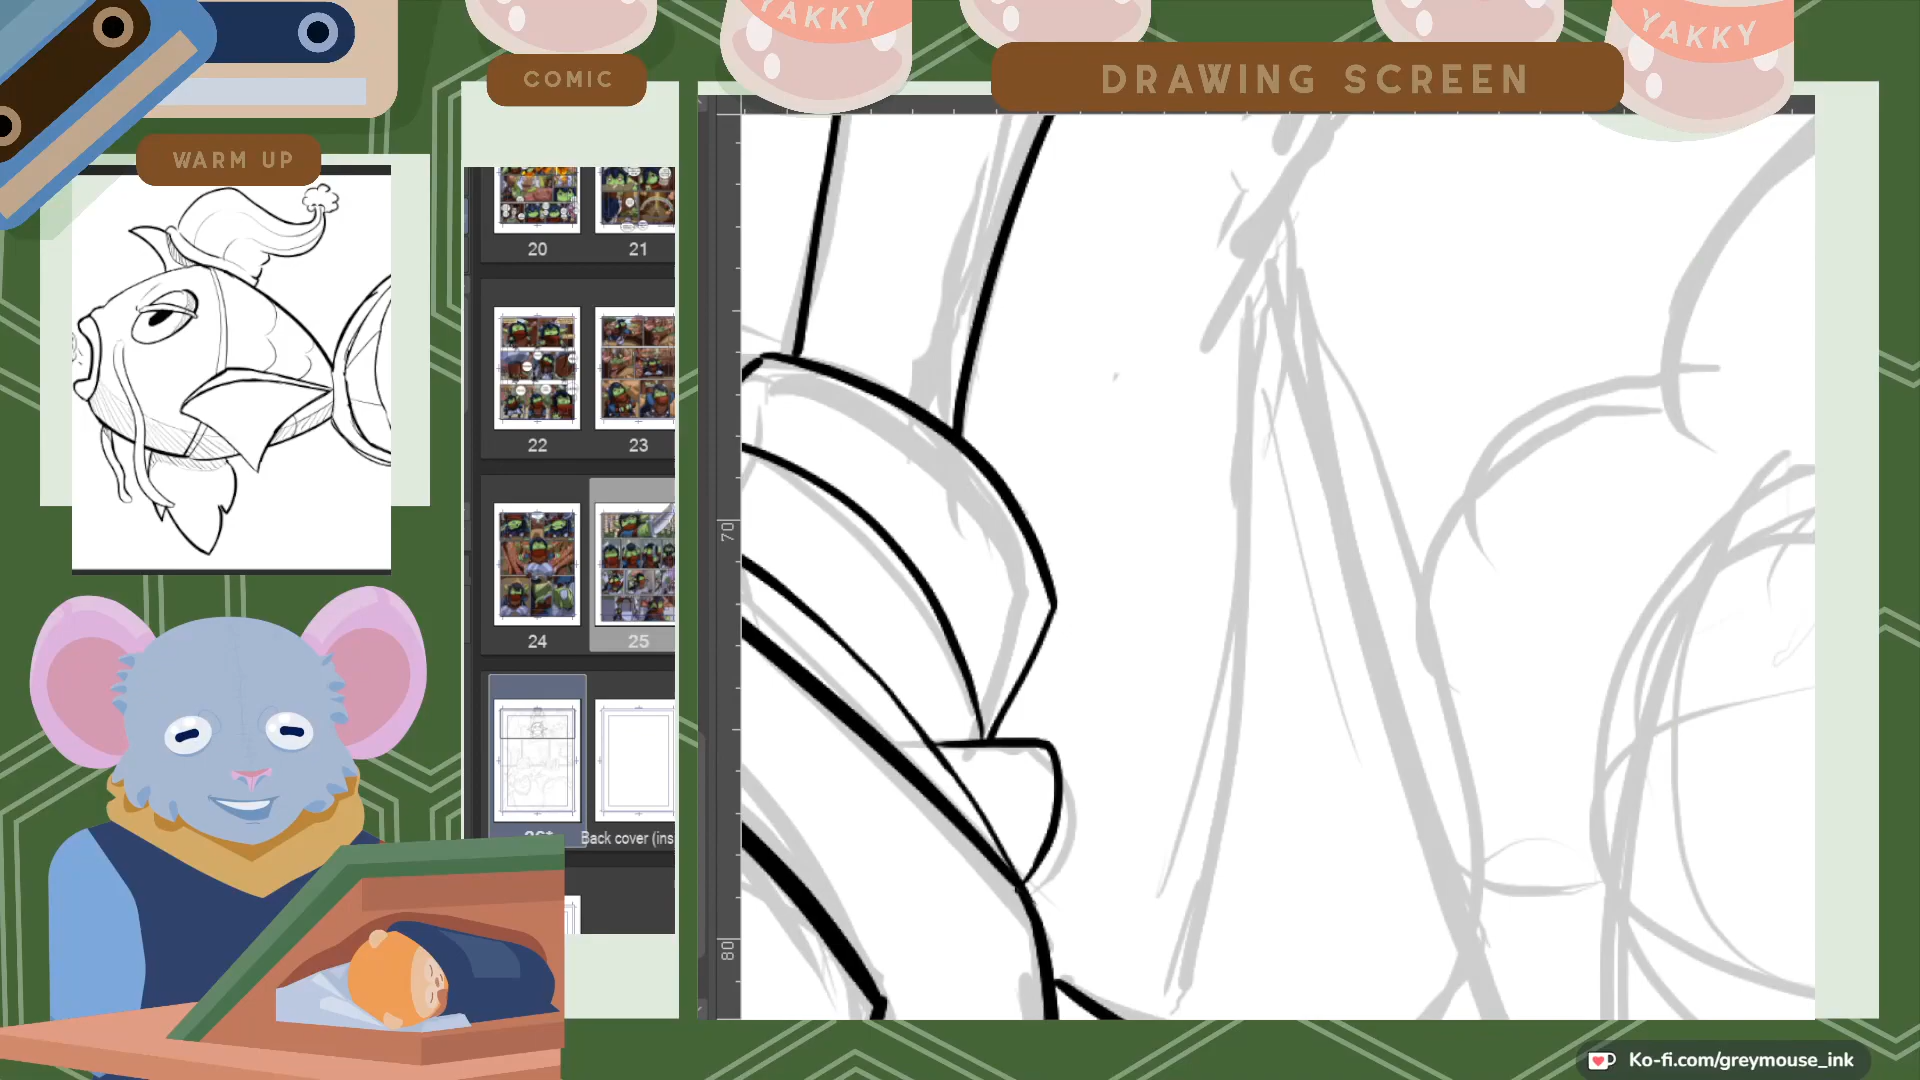 YAKKY
YAKKY
COMIC
DRAWING SCREEN
WARM UP
20
21
22
23
24
25
Back cover (ins
70
80
Ko-fi.com/greymouse_ink